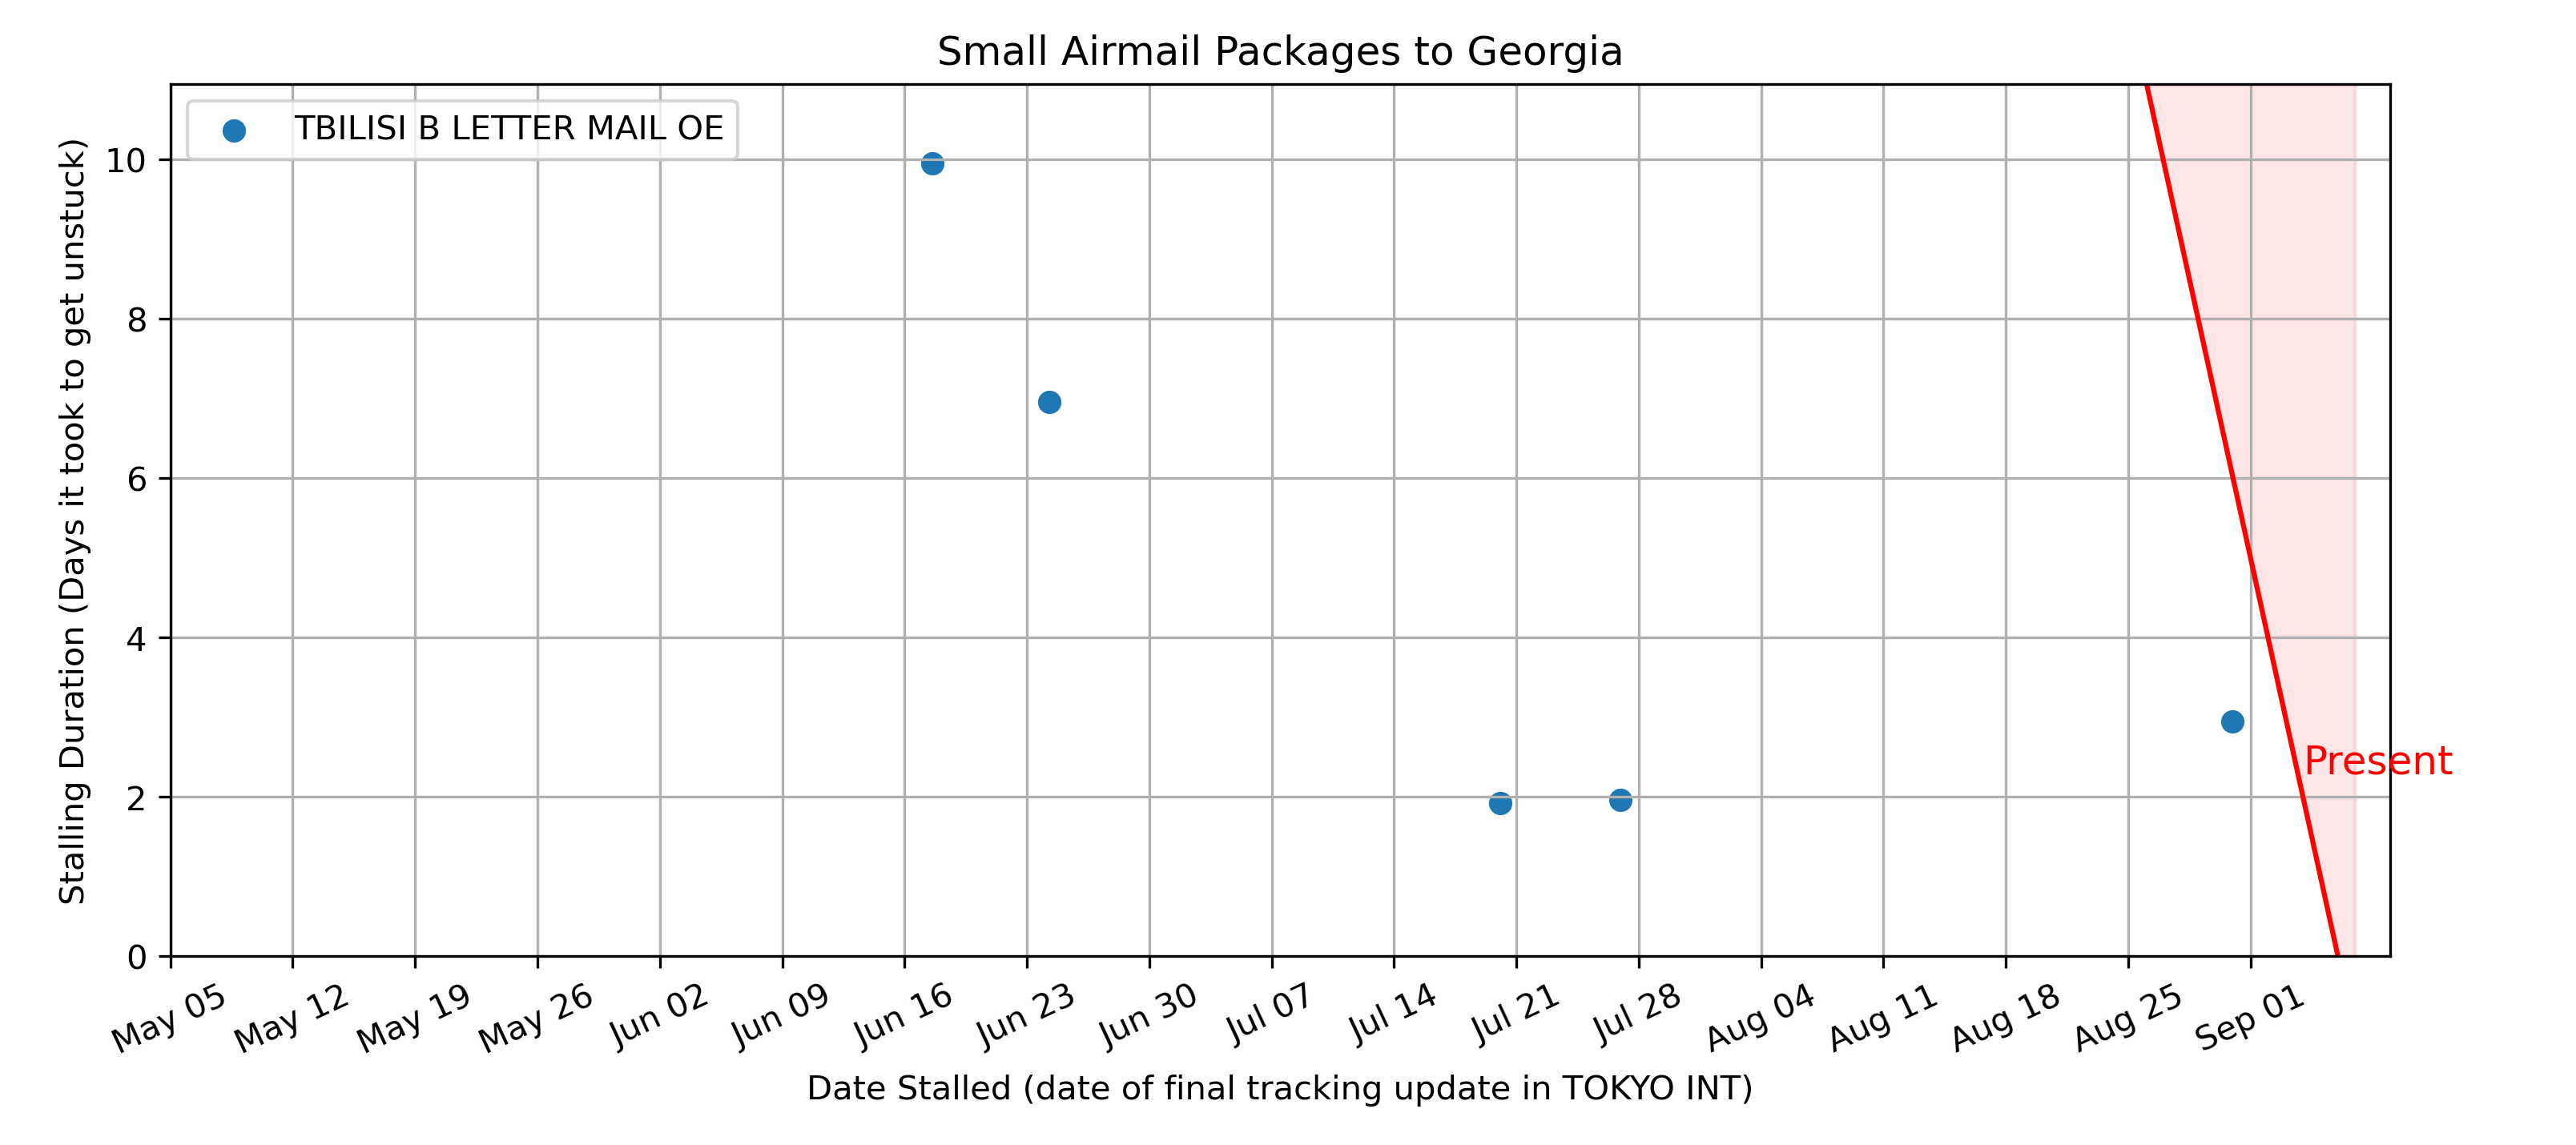 Small Airmail Packages to Georgia
TBILISI B LETTER MAIL OE
Stalling Duration (Days it took to get unstuck)
10
8
6
4
2
0
Present
May 05
May 12
May 19
May 26
Jun 02
Jun 09
Jun 16
Jun 23
Jun 30
Jul 07
Jul 14
Jul 21
Jul 28
Aug 04
Aug 11
Aug 18
Aug 25
Sep 01
Date Stalled (date of final tracking update in TOKYO INT)